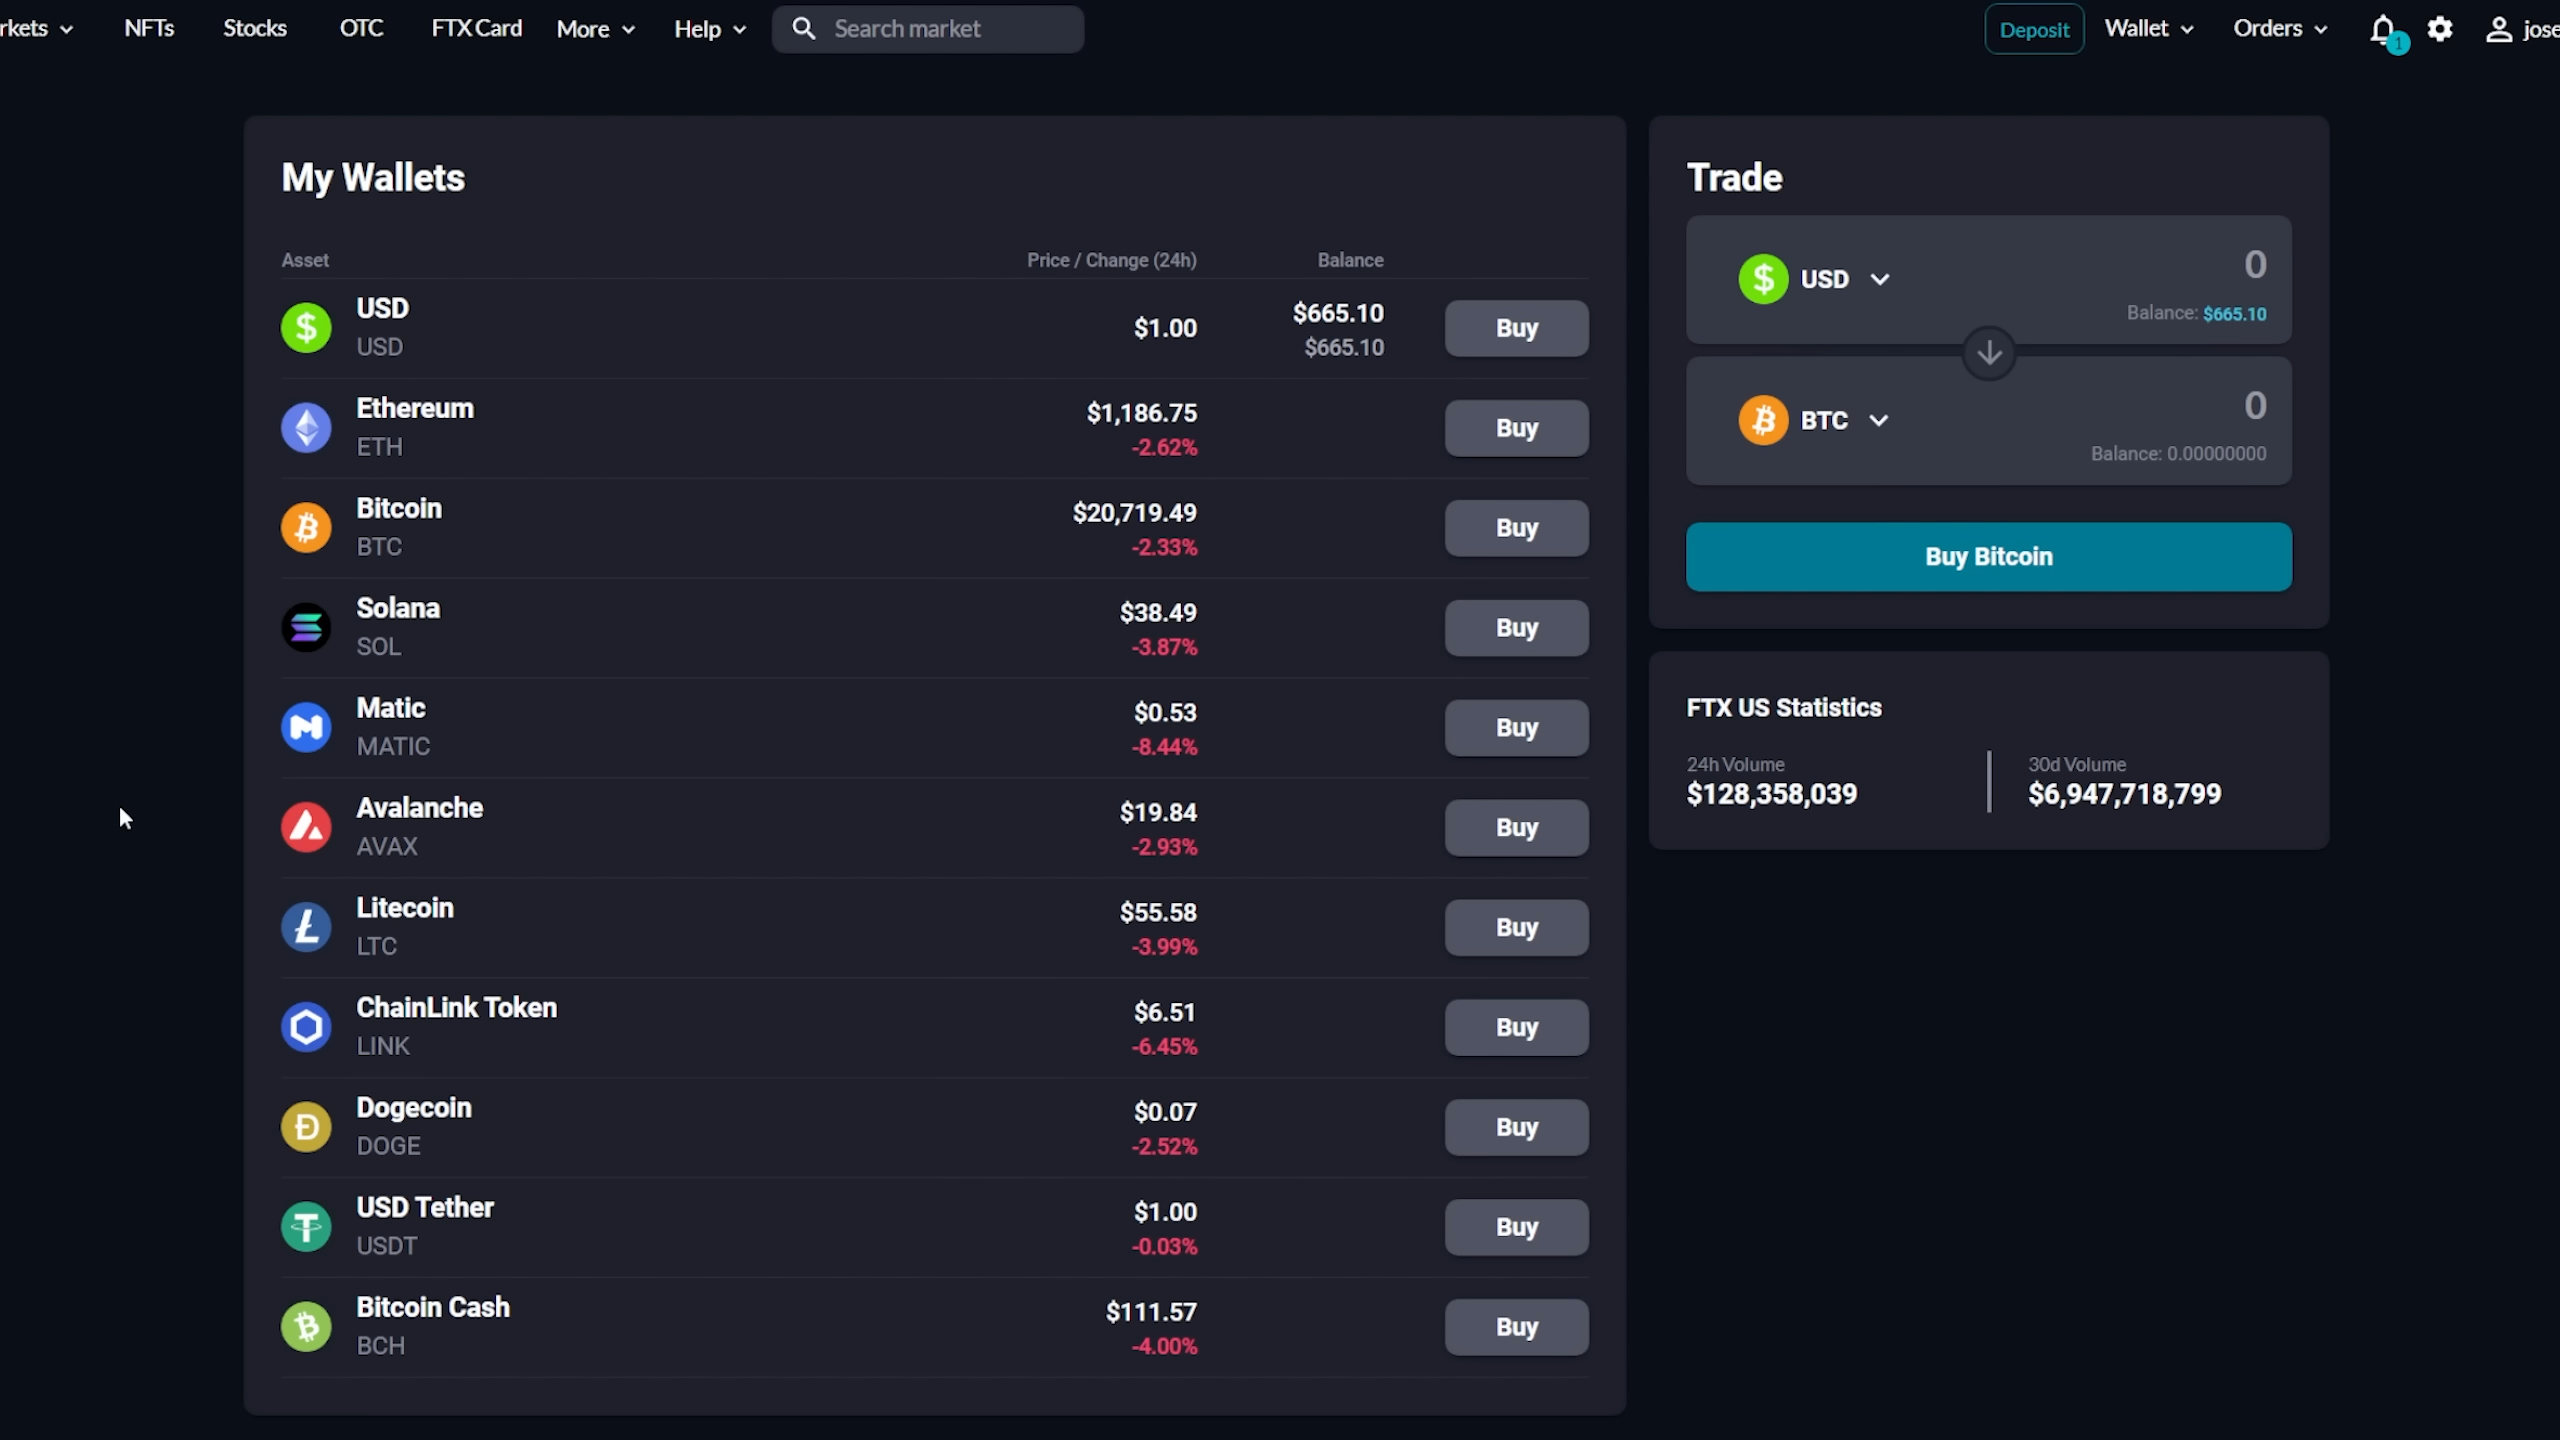 NFTs Stocks OTC FTX Card More Help Search market Deposit Wallet Orders 1
My Wallets
Asset Price / Change (24h) Balance
USD $1.00 $665.10 Buy
USD $665.10
Ethereum $1,186.75 Buy
ETH -2.62%
Bitcoin $20,719.49 Buy
BTC -2.33%
Solana $38.49 Buy
SOL -3.87%
Matic $0.53 Buy
MATIC -8.44%
Avalanche $19.84 Buy
AVAX -2.93%
Litecoin $55.58 Buy
LTC -3.99%
ChainLink Token $6.51 Buy
LINK -6.45%
Dogecoin $0.07 Buy
DOGE -2.52%
USD Tether $1.00 Buy
USDT -0.03%
Bitcoin Cash $111.57 Buy
BCH -4.00%
Trade
USD 0
Balance: $665.10
BTC 0
Balance: 0.00000000
Buy Bitcoin
FTX US Statistics
24h Volume 30d Volume
$128,358,039 $6,947,718,799